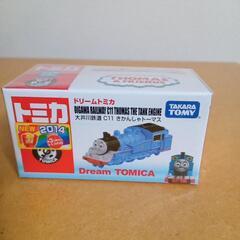 THOMAS
& FRIENDS
TAKARA
TOMY
トミカ
ドリームトミカ
OIGAWA RAILWAY C11 THOMAS THE TANK ENGINE
大井川鉄道 C11 きかんしゃトーマス
NEW
2014
Dream TOMICA